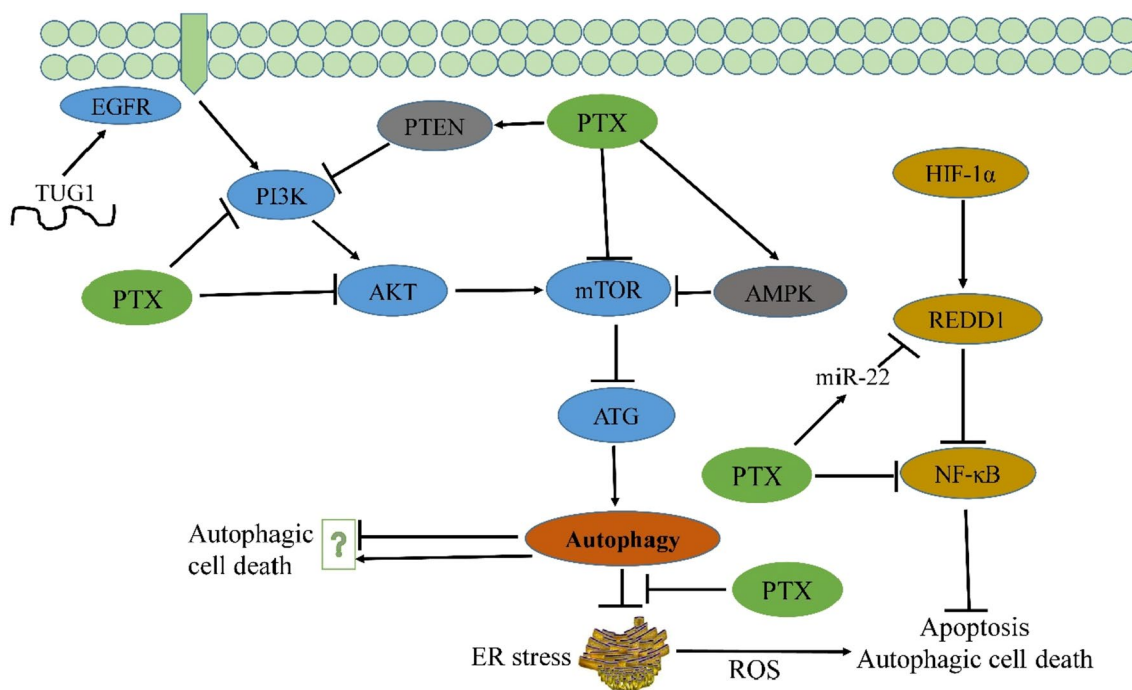 EGFR
PTEN
PTX
TUG1
PI3K
HIF-1α
PTX
AKT
mTOR
AMPK
REDD1
miR-22
ATG
PTX
NF-κB
Autophagic
cell death
?
Autophagy
PTX
ER stress
ROS
Apoptosis
Autophagic cell death